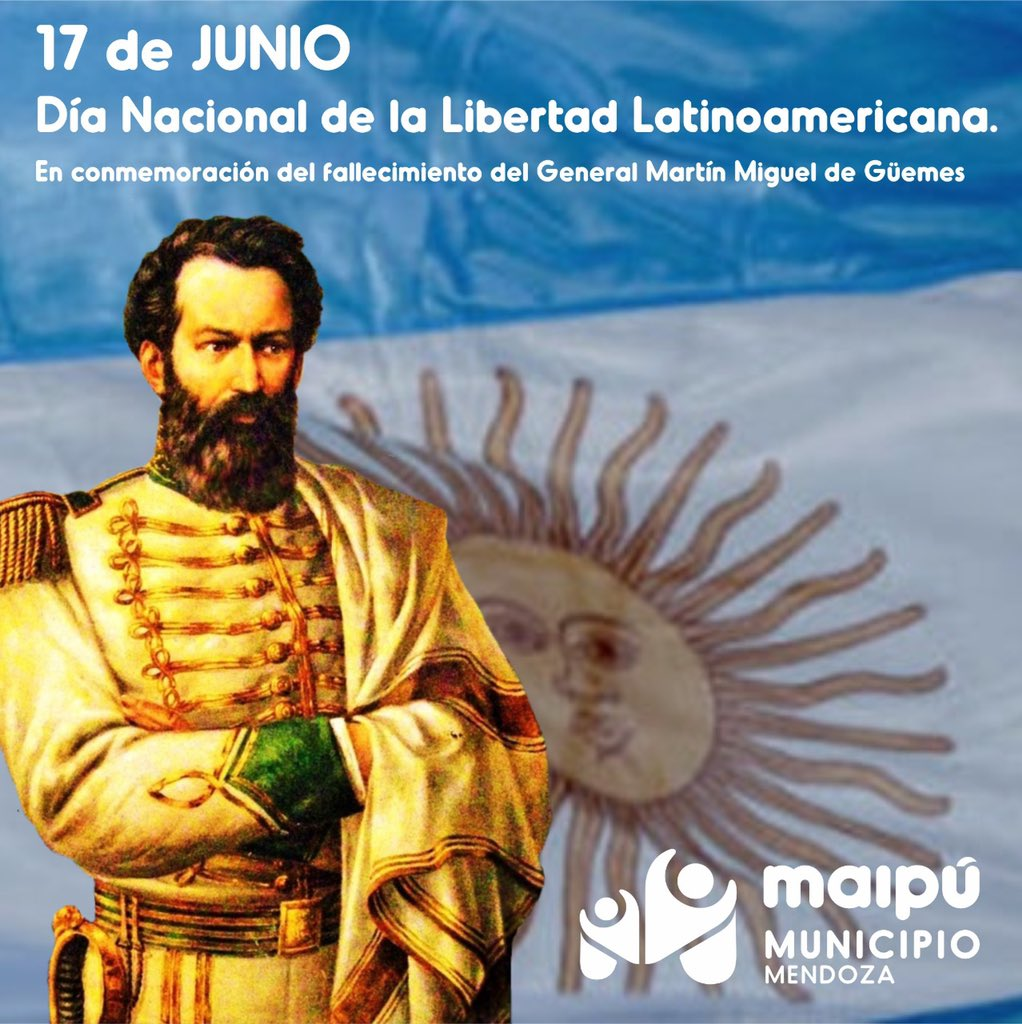 17 de JUNIO
Día Nacional de la Libertad Latinoamericana.
En conmemoración del fallecimiento del General Martín Miguel de Güemes
maipú
MUNICIPIO
MENDOZA